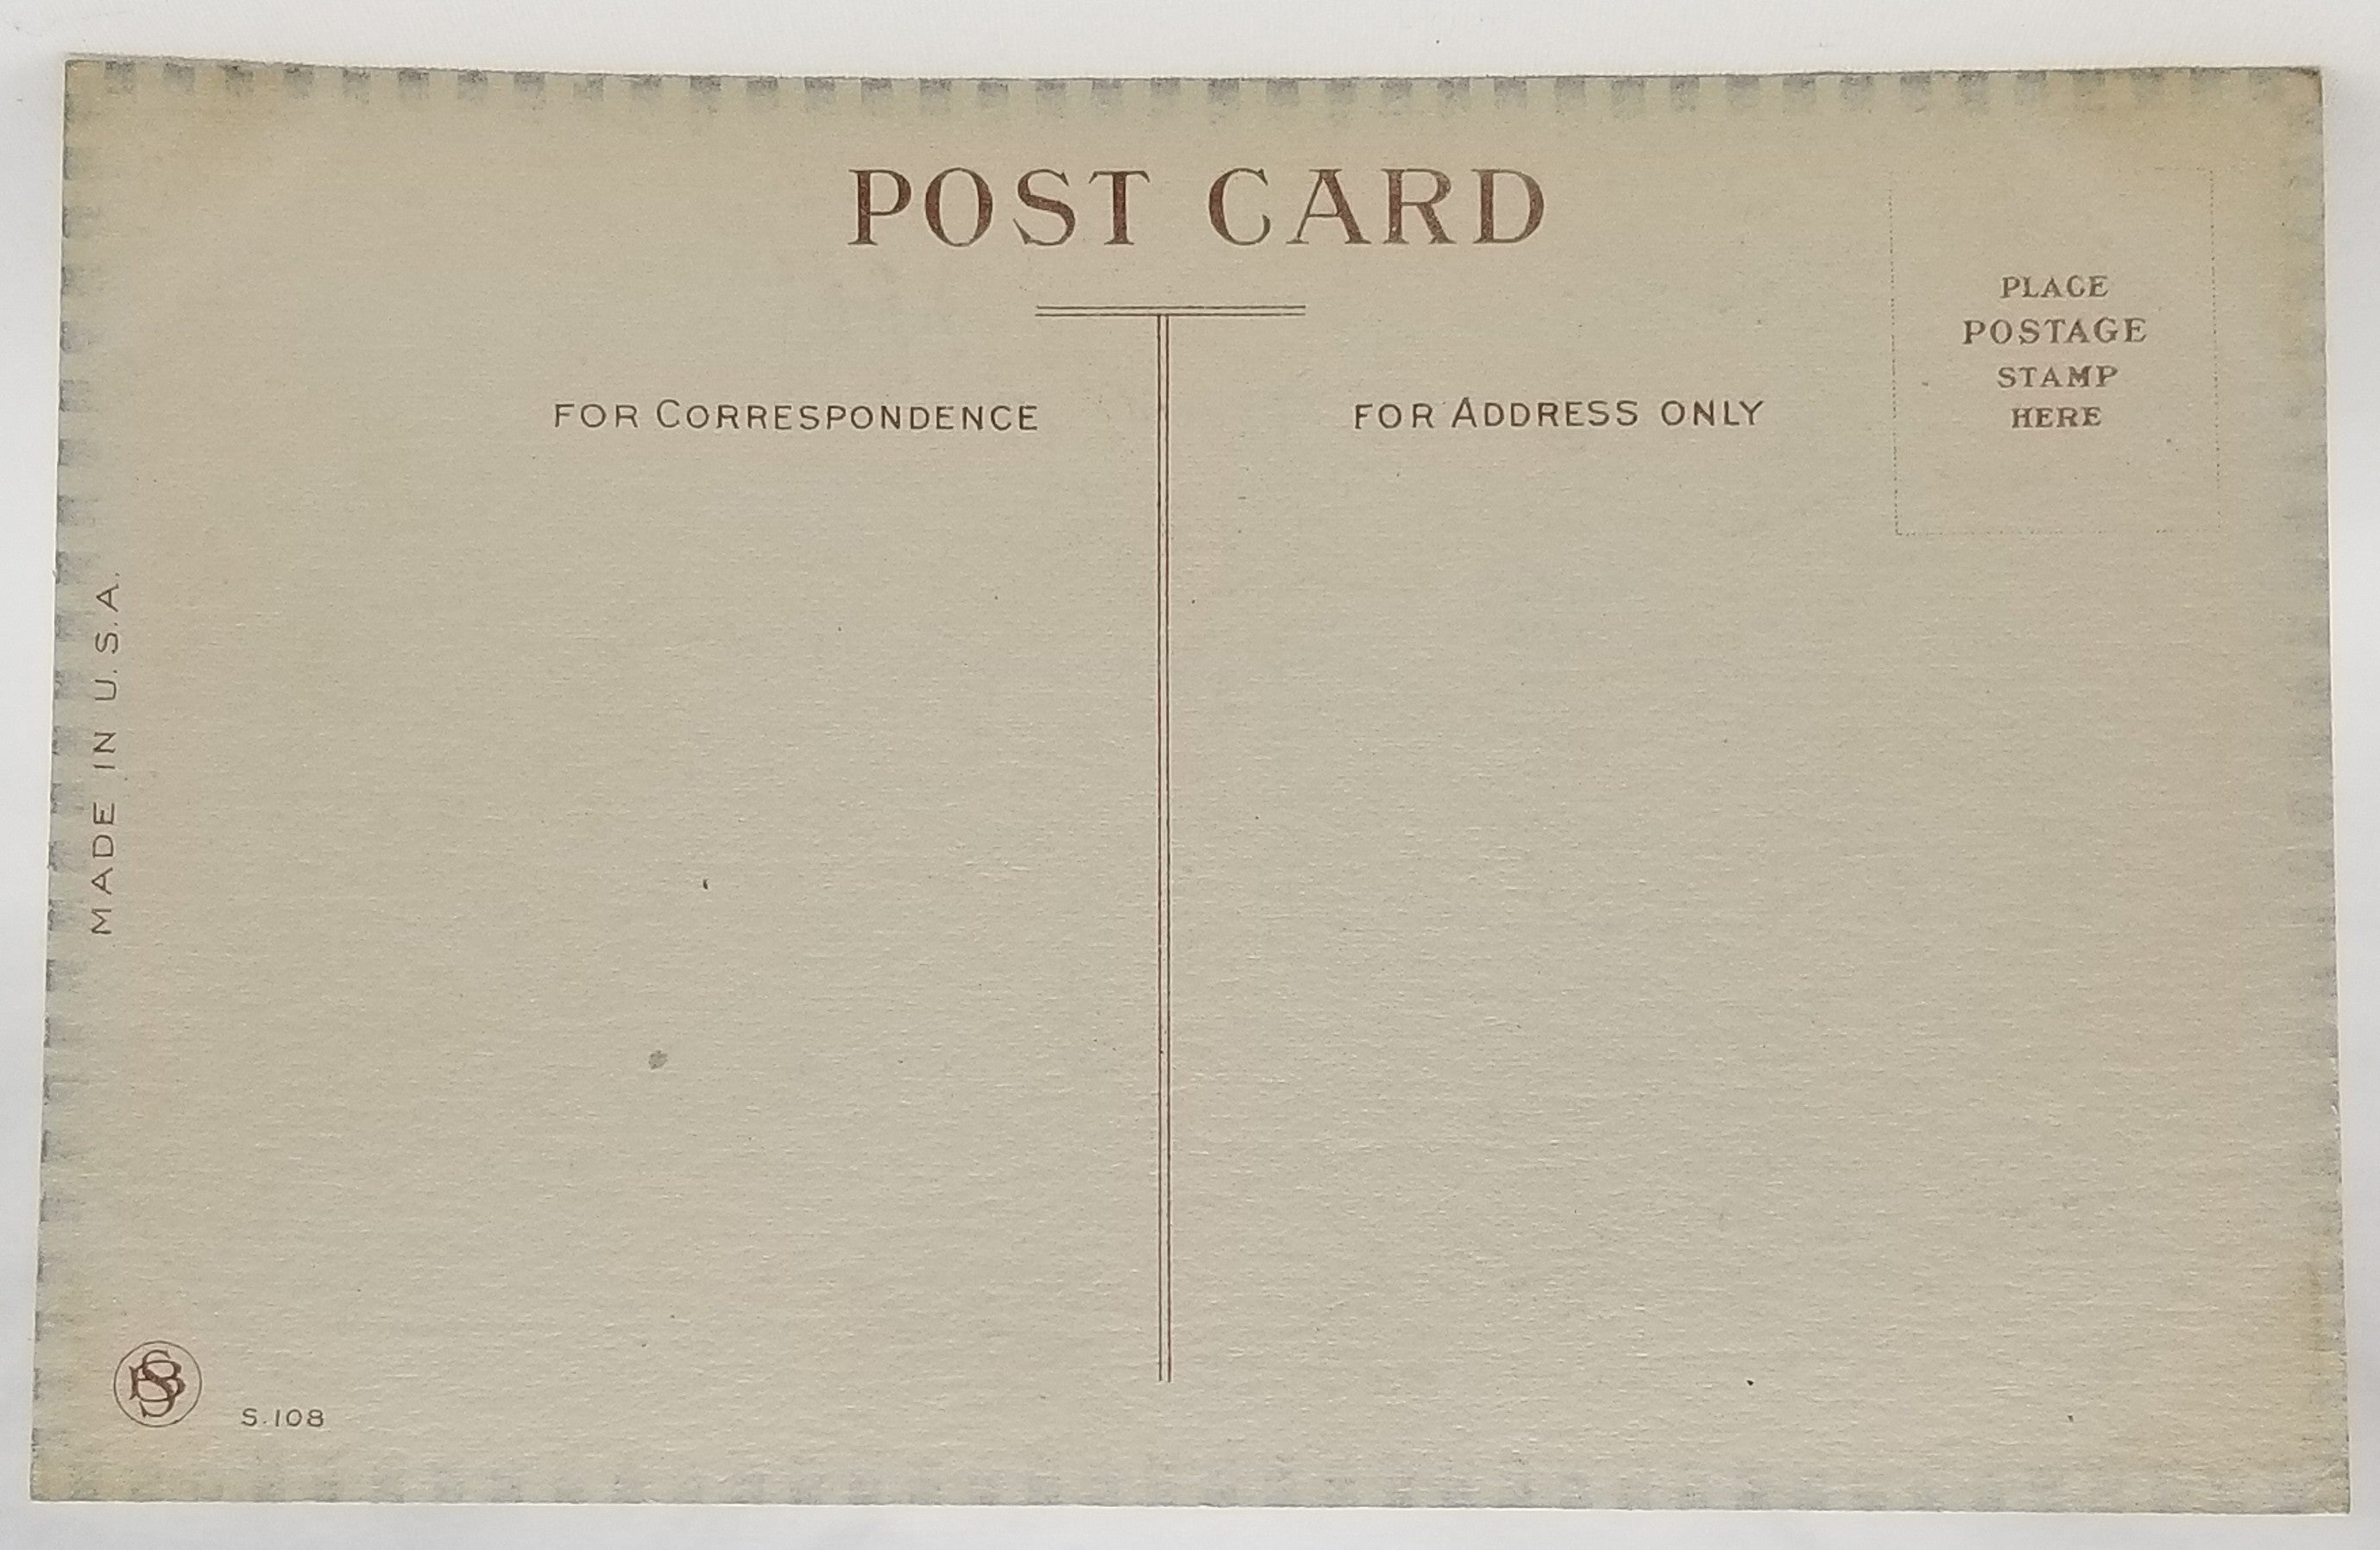 POST CARD
FOR CORRESPONDENCE
FOR ADDRESS ONLY
PLACE
POSTAGE
STAMP
HERE
MADE IN U.S.A.
S.108